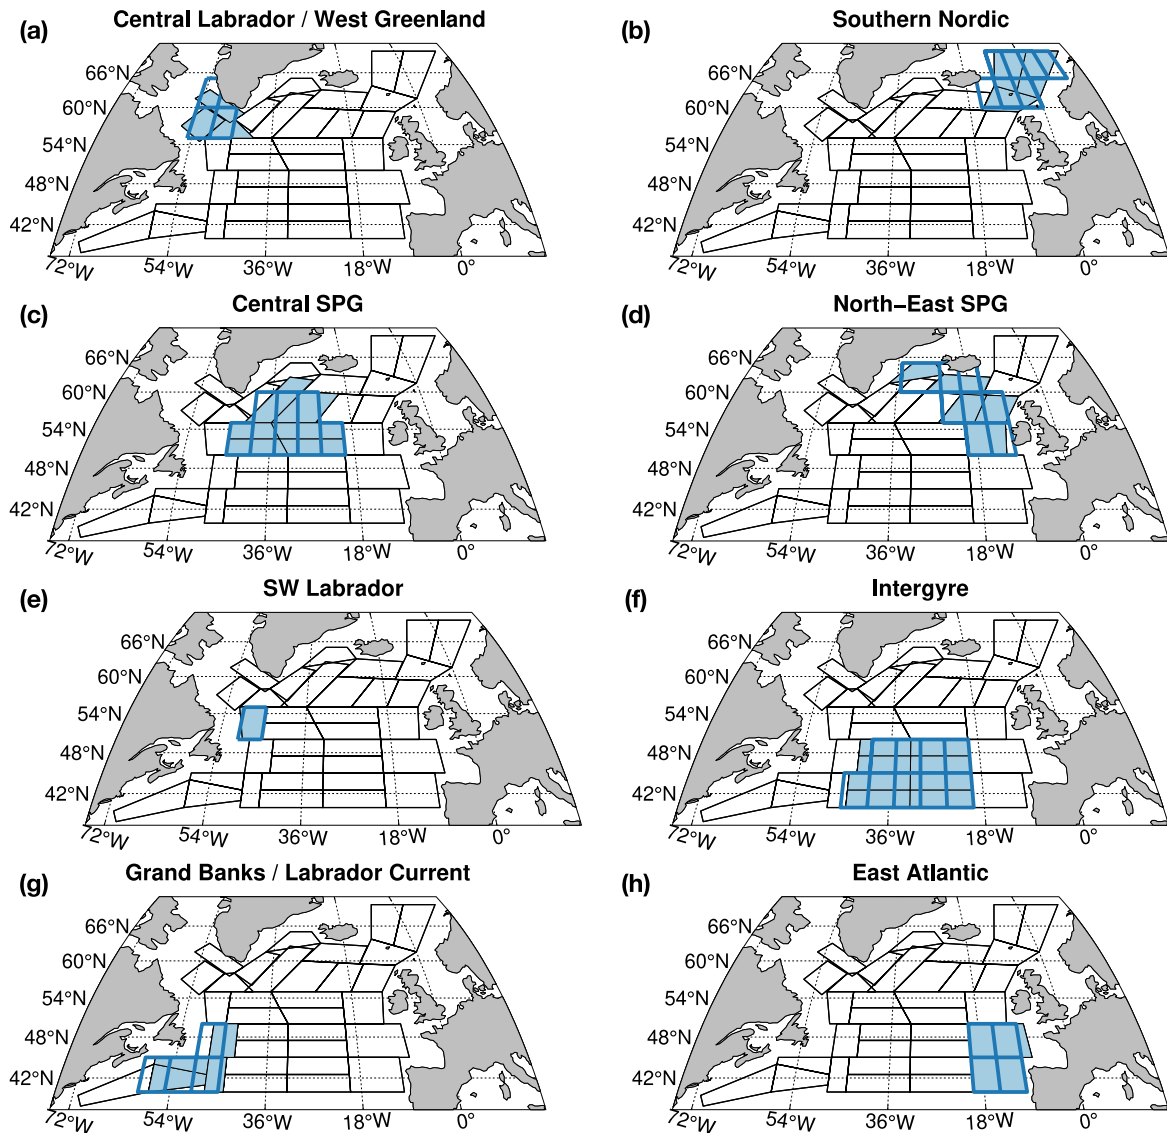 (a) Central Labrador / West Greenland
66°N
60°N
54°N
48°N
42°N
72°W 54°W 36°W 18°W 0°
(b) Southern Nordic
66°N
60°N
54°N
48°N
42°N
72°W 54°W 36°W 18°W 0°
(c) Central SPG
66°N
60°N
54°N
48°N
42°N
72°W 54°W 36°W 18°W 0°
(d) North–East SPG
66°N
60°N
54°N
48°N
42°N
72°W 54°W 36°W 18°W 0°
(e) SW Labrador
66°N
60°N
54°N
48°N
42°N
72°W 54°W 36°W 18°W 0°
(f) Intergyre
66°N
60°N
54°N
48°N
42°N
72°W 54°W 36°W 18°W 0°
(g) Grand Banks / Labrador Current
66°N
60°N
54°N
48°N
42°N
72°W 54°W 36°W 18°W 0°
(h) East Atlantic
66°N
60°N
54°N
48°N
42°N
72°W 54°W 36°W 18°W 0°